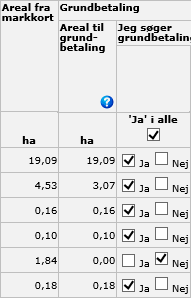 Areal fra markkort
Grundbetaling
Areal til grund-betaling
Jeg søger grundbetaling
?
'Ja' i alle
ha
ha
19,09 19,09 Ja Nej
4,53 3,07 Ja Nej
0,16 0,16 Ja Nej
0,10 0,10 Ja Nej
1,84 0,00 Ja Nej
0,18 0,18 Ja Nej